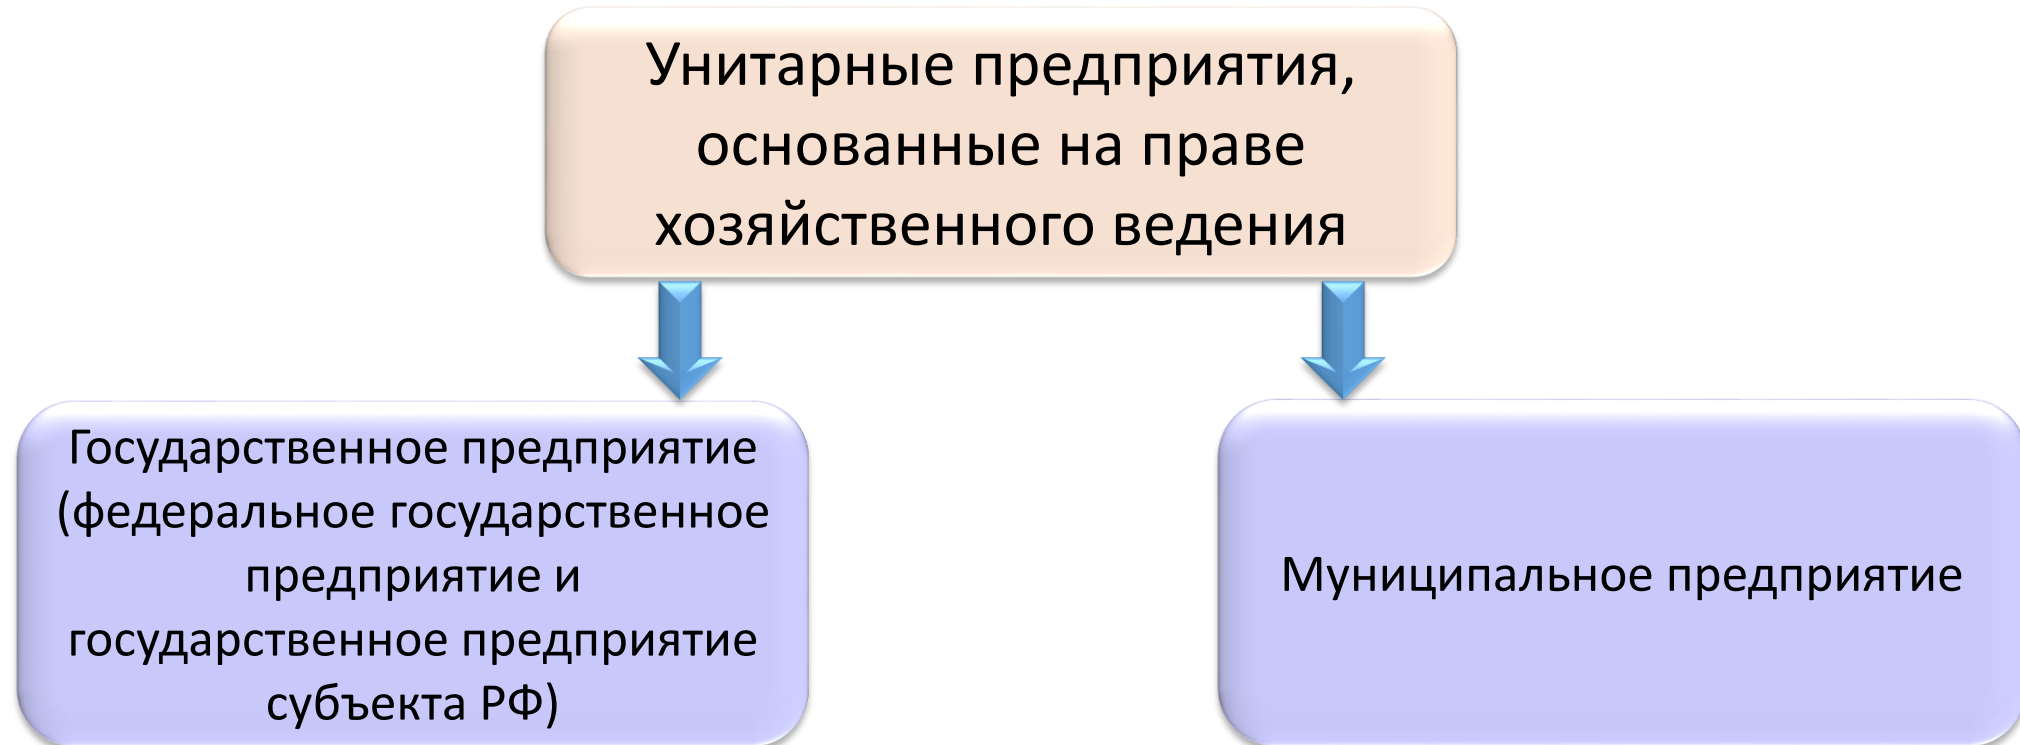 Унитарные предприятия,
основанные на праве
хозяйственного ведения
Государственное предприятие
(федеральное государственное
предприятие и
государственное предприятие
субъекта РФ)
Муниципальное предприятие